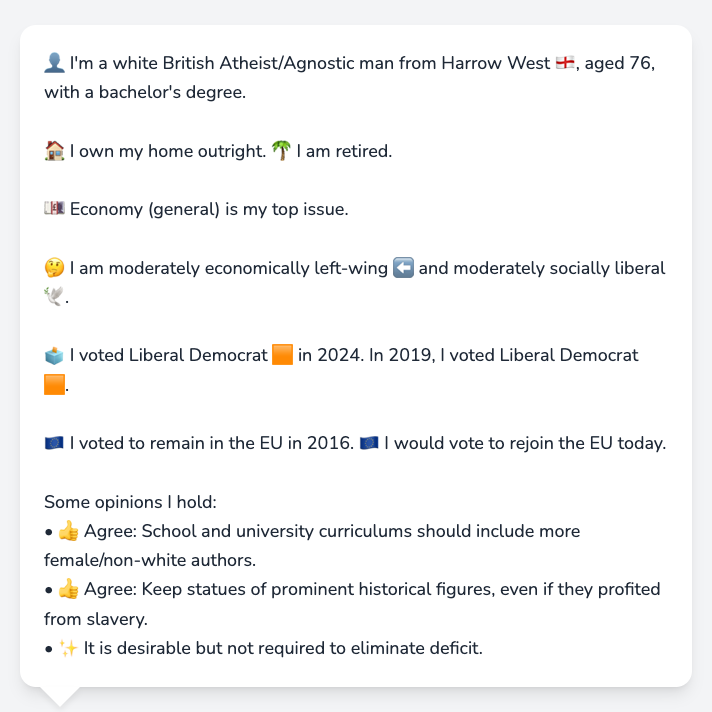 👤 I'm a white British Atheist/Agnostic man from Harrow West 🏴󠁧󠁢󠁥󠁮󠁧󠁿, aged 76,
with a bachelor's degree.
🏠 I own my home outright. 🌴 I am retired.
💷 Economy (general) is my top issue.
🤔 I am moderately economically left-wing ⬅️ and moderately socially liberal
🕊️.
🗳️ I voted Liberal Democrat 🟧 in 2024. In 2019, I voted Liberal Democrat
🟧.
🇪🇺 I voted to remain in the EU in 2016. 🇪🇺 I would vote to rejoin the EU today.
Some opinions I hold:
• 👍 Agree: School and university curriculums should include more
female/non-white authors.
• 👍 Agree: Keep statues of prominent historical figures, even if they profited
from slavery.
• ✨ It is desirable but not required to eliminate deficit.